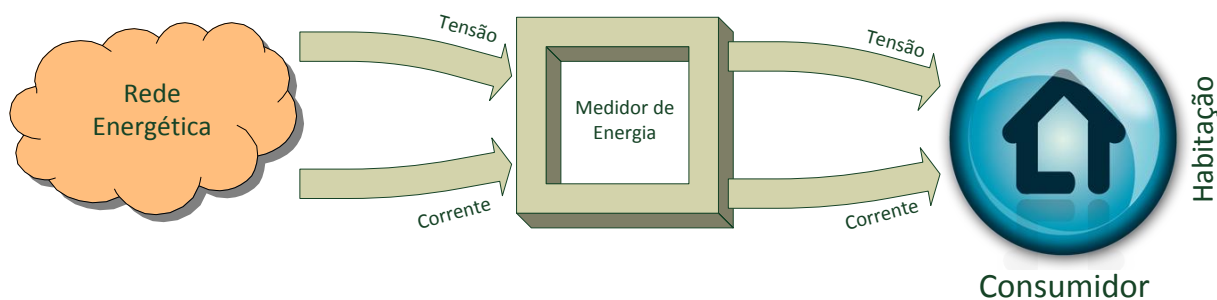 Rede
Energética
Tensão
Corrente
Medidor de
Energia
Tensão
Corrente
Habitação
Consumidor